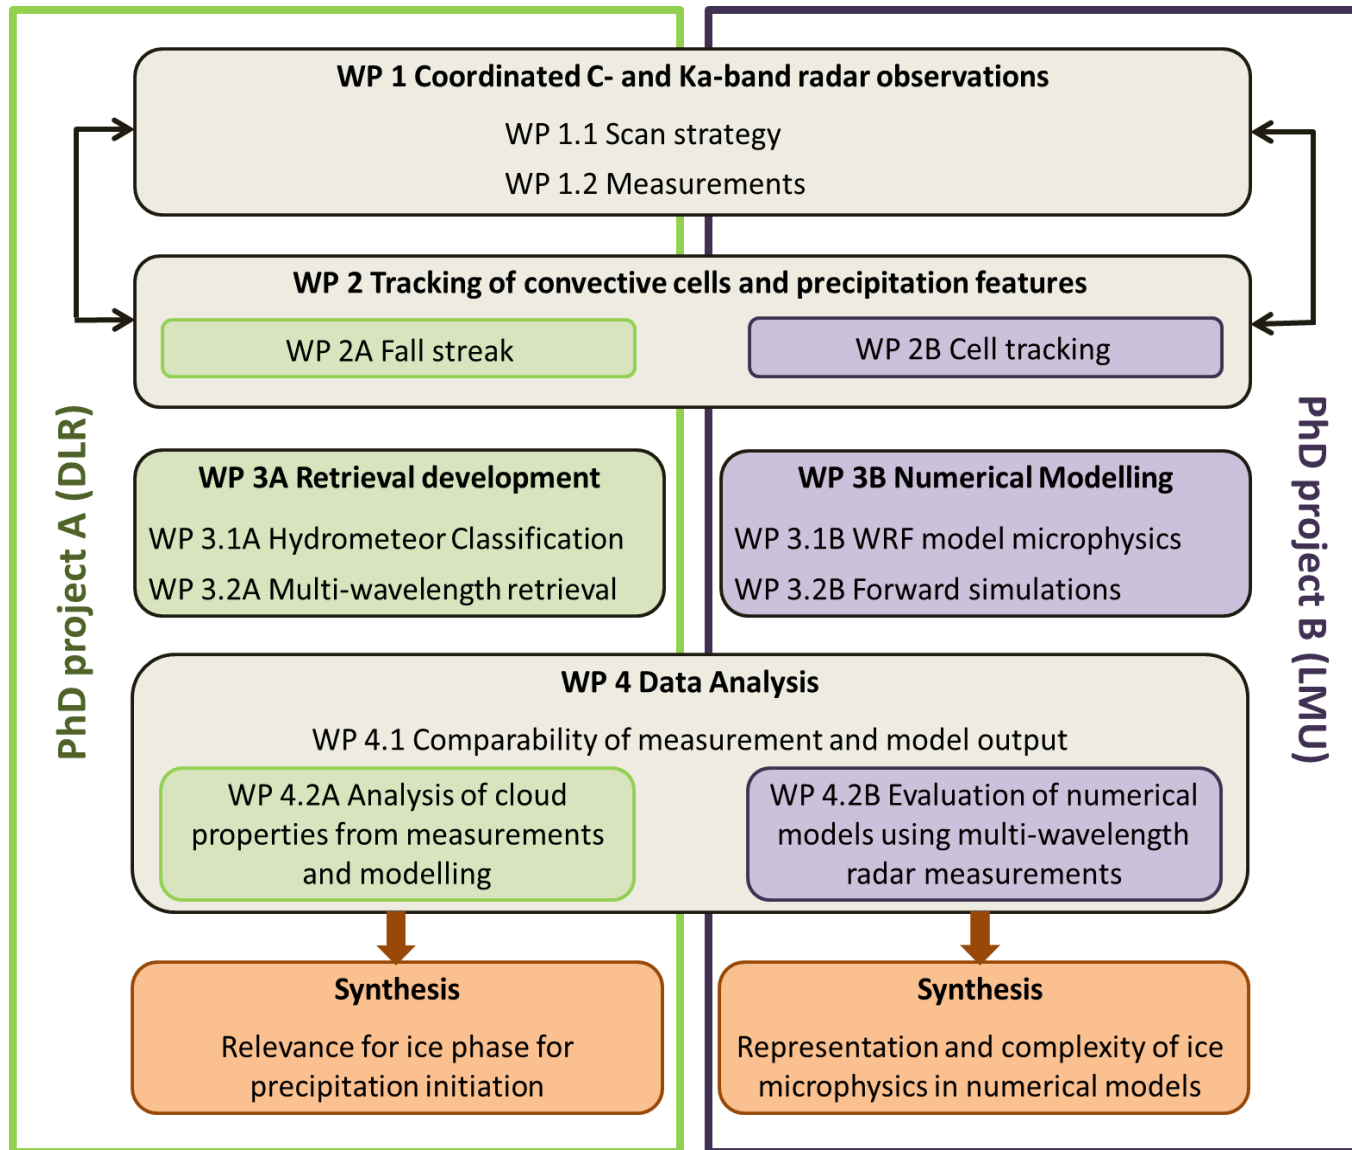 WP 1 Coordinated C- and Ka-band radar observations
WP 1.1 Scan strategy
WP 1.2 Measurements
WP 2 Tracking of convective cells and precipitation features
WP 2A Fall streak
WP 2B Cell tracking
PhD project A (DLR)
PhD project B (LMU)
WP 3A Retrieval development
WP 3.1A Hydrometeor Classification
WP 3.2A Multi-wavelength retrieval
WP 3B Numerical Modelling
WP 3.1B WRF model microphysics
WP 3.2B Forward simulations
WP 4 Data Analysis
WP 4.1 Comparability of measurement and model output
WP 4.2A Analysis of cloud
properties from measurements
and modelling
WP 4.2B Evaluation of numerical
models using multi-wavelength
radar measurements
Synthesis
Relevance for ice phase for
precipitation initiation
Synthesis
Representation and complexity of ice
microphysics in numerical models